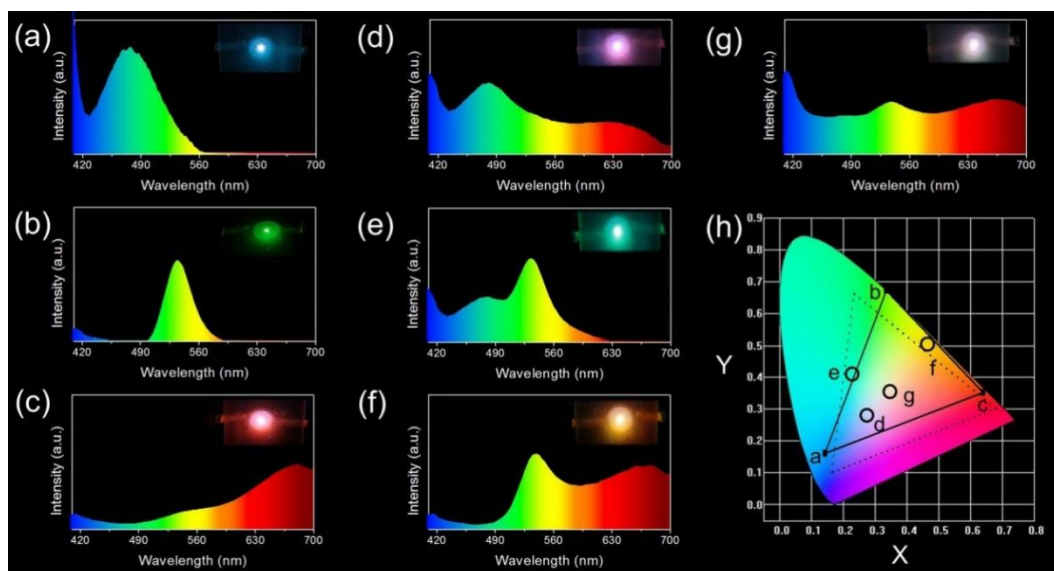 (a)
Intensity (a.u.)
420 490 560 630 700
Wavelength (nm)
(d)
Intensity (a.u.)
420 490 560 630 700
Wavelength (nm)
(g)
Intensity (a.u.)
420 490 560 630 700
Wavelength (nm)
(b)
Intensity (a.u.)
420 490 560 630 700
Wavelength (nm)
(e)
Intensity (a.u.)
420 490 560 630 700
Wavelength (nm)
(c)
Intensity (a.u.)
420 490 560 630 700
Wavelength (nm)
(f)
Intensity (a.u.)
420 490 560 630 700
Wavelength (nm)
(h)
0.9
0.8
0.7
0.6
0.5
0.4
0.3
0.2
0.1
0.0
Y
b
f
e
g
c
d
a
0.0 0.1 0.2 0.3 0.4 0.5 0.6 0.7 0.8
X